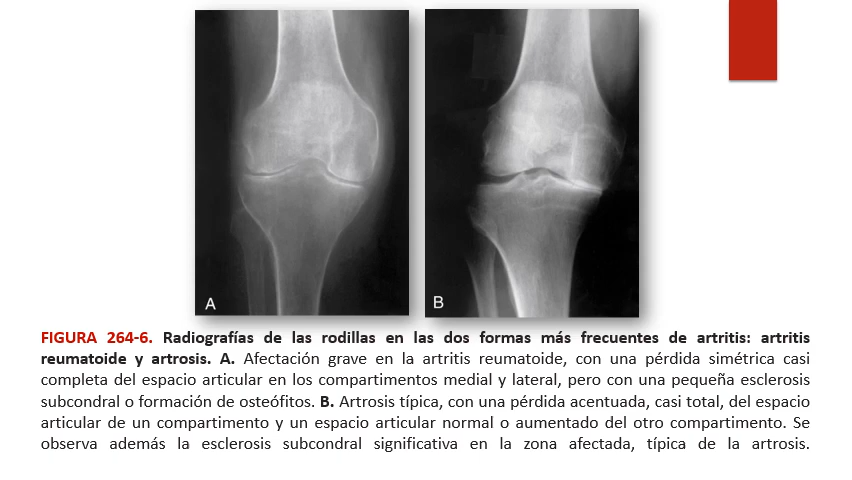 A
B
FIGURA 264-6. Radiografías de las rodillas en las dos formas más frecuentes de artritis: artritis
reumatoide y artrosis. A. Afectación grave en la artritis reumatoide, con una pérdida simétrica casi
completa del espacio articular en los compartimentos medial y lateral, pero con una pequeña esclerosis
subcondral o formación de osteófitos. B. Artrosis típica, con una pérdida acentuada, casi total, del espacio
articular de un compartimento y un espacio articular normal o aumentado del otro compartimento. Se
observa además la esclerosis subcondral significativa en la zona afectada, típica de la artrosis.